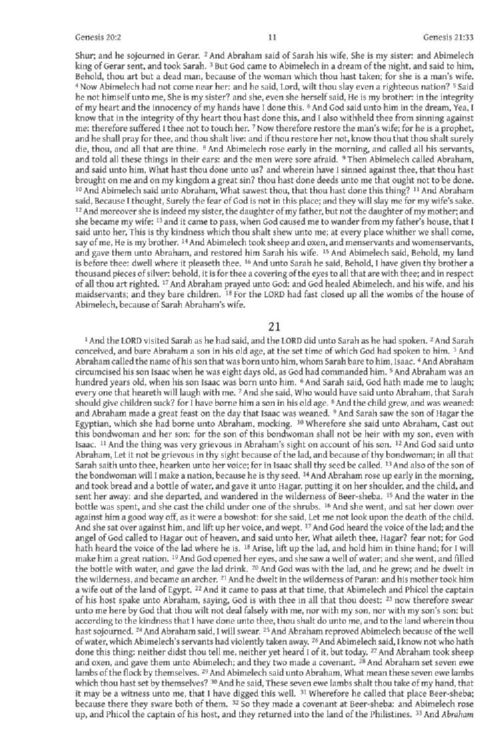 Genesis 20:2 11 Genesis 21:33
Shur; and he sojourned in Gerar. 2 And Abraham said of Sarah his wife, She is my sister: and Abimelech
king of Gerar sent, and took Sarah. 3 But God came to Abimelech in a dream of the night, and said to him,
Behold, thou art but a dead man, because of the woman which thou hast taken; for she is a man's wife.
4 Now Abimelech had not come near her: and he said, Lord, wilt thou slay even a righteous nation? 5 Said
he not himself unto me, She is my sister? and she, even she herself said, He is my brother: in the integrity
of my heart and the innocency of my hands have I done this. 6 And God said unto him in the dream, Yea, I
know that in the integrity of thy heart thou hast done this, and I also withheld thee from sinning against
me: therefore suffered I thee not to touch her. 7 Now therefore restore the man's wife; for he is a prophet,
and he shall pray for thee, and thou shalt live: and if thou restore her not, know thou that thou shalt surely
die, thou, and all that are thine. 8 And Abimelech rose early in the morning, and called all his servants,
and told all these things in their ears: and the men were sore afraid. 9 Then Abimelech called Abraham,
and said unto him, What hast thou done unto us? and wherein have I sinned against thee, that thou hast
brought on me and on my kingdom a great sin? thou hast done deeds unto me that ought not to be done.
10 And Abimelech said unto Abraham, What sawest thou, that thou hast done this thing? 11 And Abraham
said, Because I thought, Surely the fear of God is not in this place; and they will slay me for my wife's sake.
12 And moreover she is indeed my sister, the daughter of my father, but not the daughter of my mother; and
she became my wife: 13 and it came to pass, when God caused me to wander from my father's house, that I
said unto her, This is thy kindness which thou shalt shew unto me; at every place whither we shall come,
say of me, He is my brother. 14 And Abimelech took sheep and oxen, and menservants and womenservants,
and gave them unto Abraham, and restored him Sarah his wife. 15 And Abimelech said, Behold, my land
is before thee: dwell where it pleaseth thee. 16 And unto Sarah he said, Behold, I have given thy brother a
thousand pieces of silver: behold, it is for thee a covering of the eyes to all that are with thee; and in respect
of all thou art righted. 17 And Abraham prayed unto God: and God healed Abimelech, and his wife, and his
maidservants; and they bare children. 18 For the LORD had fast closed up all the wombs of the house of
Abimelech, because of Sarah Abraham's wife.
21
1 And the LORD visited Sarah as he had said, and the LORD did unto Sarah as he had spoken. 2 And Sarah
conceived, and bare Abraham a son in his old age, at the set time of which God had spoken to him. 3 And
Abraham called the name of his son that was born unto him, whom Sarah bare to him, Isaac. 4 And Abraham
circumcised his son Isaac when he was eight days old, as God had commanded him. 5 And Abraham was an
hundred years old, when his son Isaac was born unto him. 6 And Sarah said, God hath made me to laugh;
every one that heareth will laugh with me. 7 And she said, Who would have said unto Abraham, that Sarah
should give children suck? for I have borne him a son in his old age. 8 And the child grew, and was weaned:
and Abraham made a great feast on the day that Isaac was weaned. 9 And Sarah saw the son of Hagar the
Egyptian, which she had borne unto Abraham, mocking. 10 Wherefore she said unto Abraham, Cast out
this bondwoman and her son: for the son of this bondwoman shall not be heir with my son, even with
Isaac. 11 And the thing was very grievous in Abraham's sight on account of his son. 12 And God said unto
Abraham, Let it not be grievous in thy sight because of the lad, and because of thy bondwoman; in all that
Sarah saith unto thee, hearken unto her voice; for in Isaac shall thy seed be called. 13 And also of the son of
the bondwoman will I make a nation, because he is thy seed. 14 And Abraham rose up early in the morning,
and took bread and a bottle of water, and gave it unto Hagar, putting it on her shoulder, and the child, and
sent her away: and she departed, and wandered in the wilderness of Beer-sheba. 15 And the water in the
bottle was spent, and she cast the child under one of the shrubs. 16 And she went, and sat her down over
against him a good way off, as it were a bowshot: for she said, Let me not look upon the death of the child.
And she sat over against him, and lift up her voice, and wept. 17 And God heard the voice of the lad; and the
angel of God called to Hagar out of heaven, and said unto her, What aileth thee, Hagar? fear not; for God
hath heard the voice of the lad where he is. 18 Arise, lift up the lad, and hold him in thine hand; for I will
make him a great nation. 19 And God opened her eyes, and she saw a well of water; and she went, and filled
the bottle with water, and gave the lad drink. 20 And God was with the lad, and he grew; and he dwelt in
the wilderness, and became an archer. 21 And he dwelt in the wilderness of Paran: and his mother took him
a wife out of the land of Egypt. 22 And it came to pass at that time, that Abimelech and Phicol the captain
of his host spake unto Abraham, saying, God is with thee in all that thou doest: 23 now therefore swear
unto me here by God that thou wilt not deal falsely with me, nor with my son, nor with my son's son: but
according to the kindness that I have done unto thee, thou shalt do unto me, and to the land wherein thou
hast sojourned. 24 And Abraham said, I will swear. 25 And Abraham reproved Abimelech because of the well
of water, which Abimelech's servants had violently taken away. 26 And Abimelech said, I know not who hath
done this thing: neither didst thou tell me, neither yet heard I of it, but today. 27 And Abraham took sheep
and oxen, and gave them unto Abimelech; and they two made a covenant. 28 And Abraham set seven ewe
lambs of the flock by themselves. 29 And Abimelech said unto Abraham, What mean these seven ewe lambs
which thou hast set by themselves? 30 And he said, These seven ewe lambs shalt thou take of my hand, that
it may be a witness unto me, that I have digged this well. 31 Wherefore he called that place Beer-sheba;
because there they sware both of them. 32 So they made a covenant at Beer-sheba: and Abimelech rose
up, and Phicol the captain of his host, and they returned into the land of the Philistines. 33 And Abraham